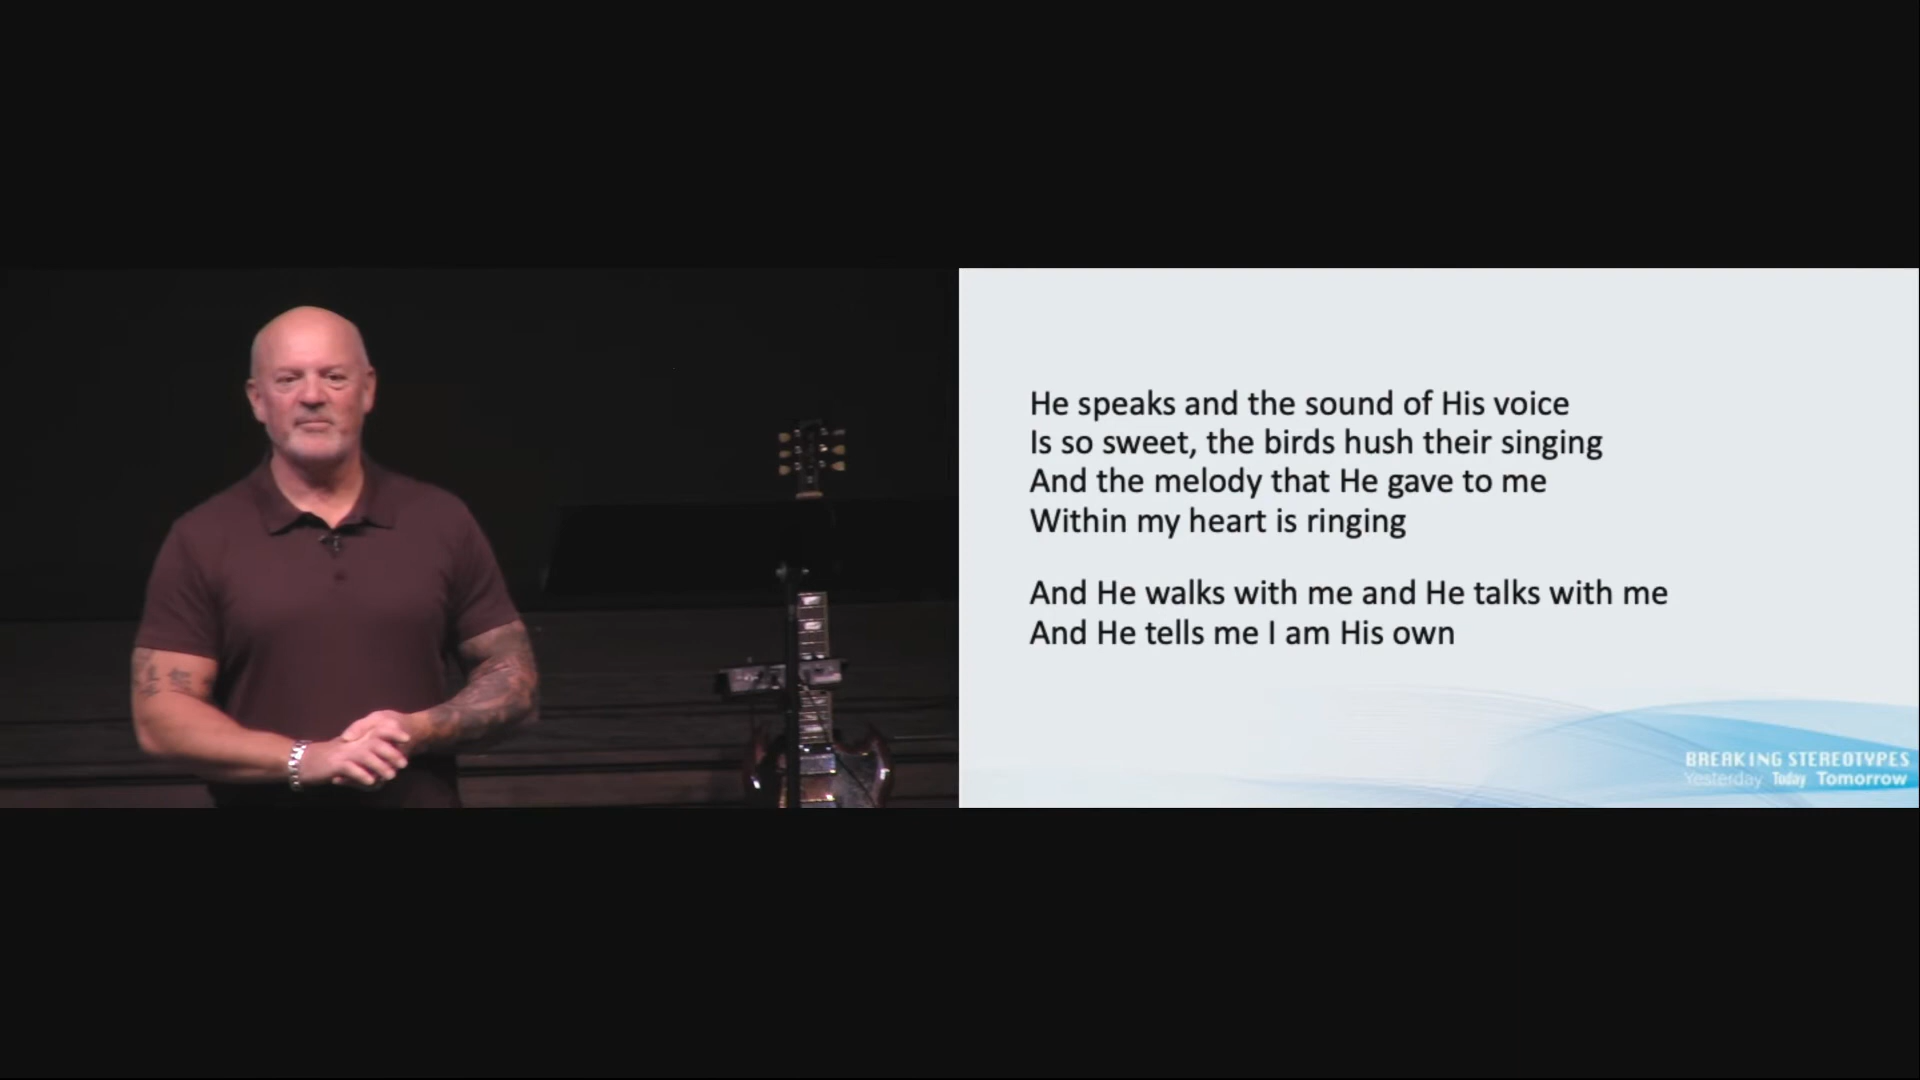 He speaks and the sound of His voice
Is so sweet, the birds hush their singing
And the melody that He gave to me
Within my heart is ringing
And He walks with me and He talks with me
And He tells me I am His own
BREAKING STEREOTYPES
Yesterday Today Tomorrow